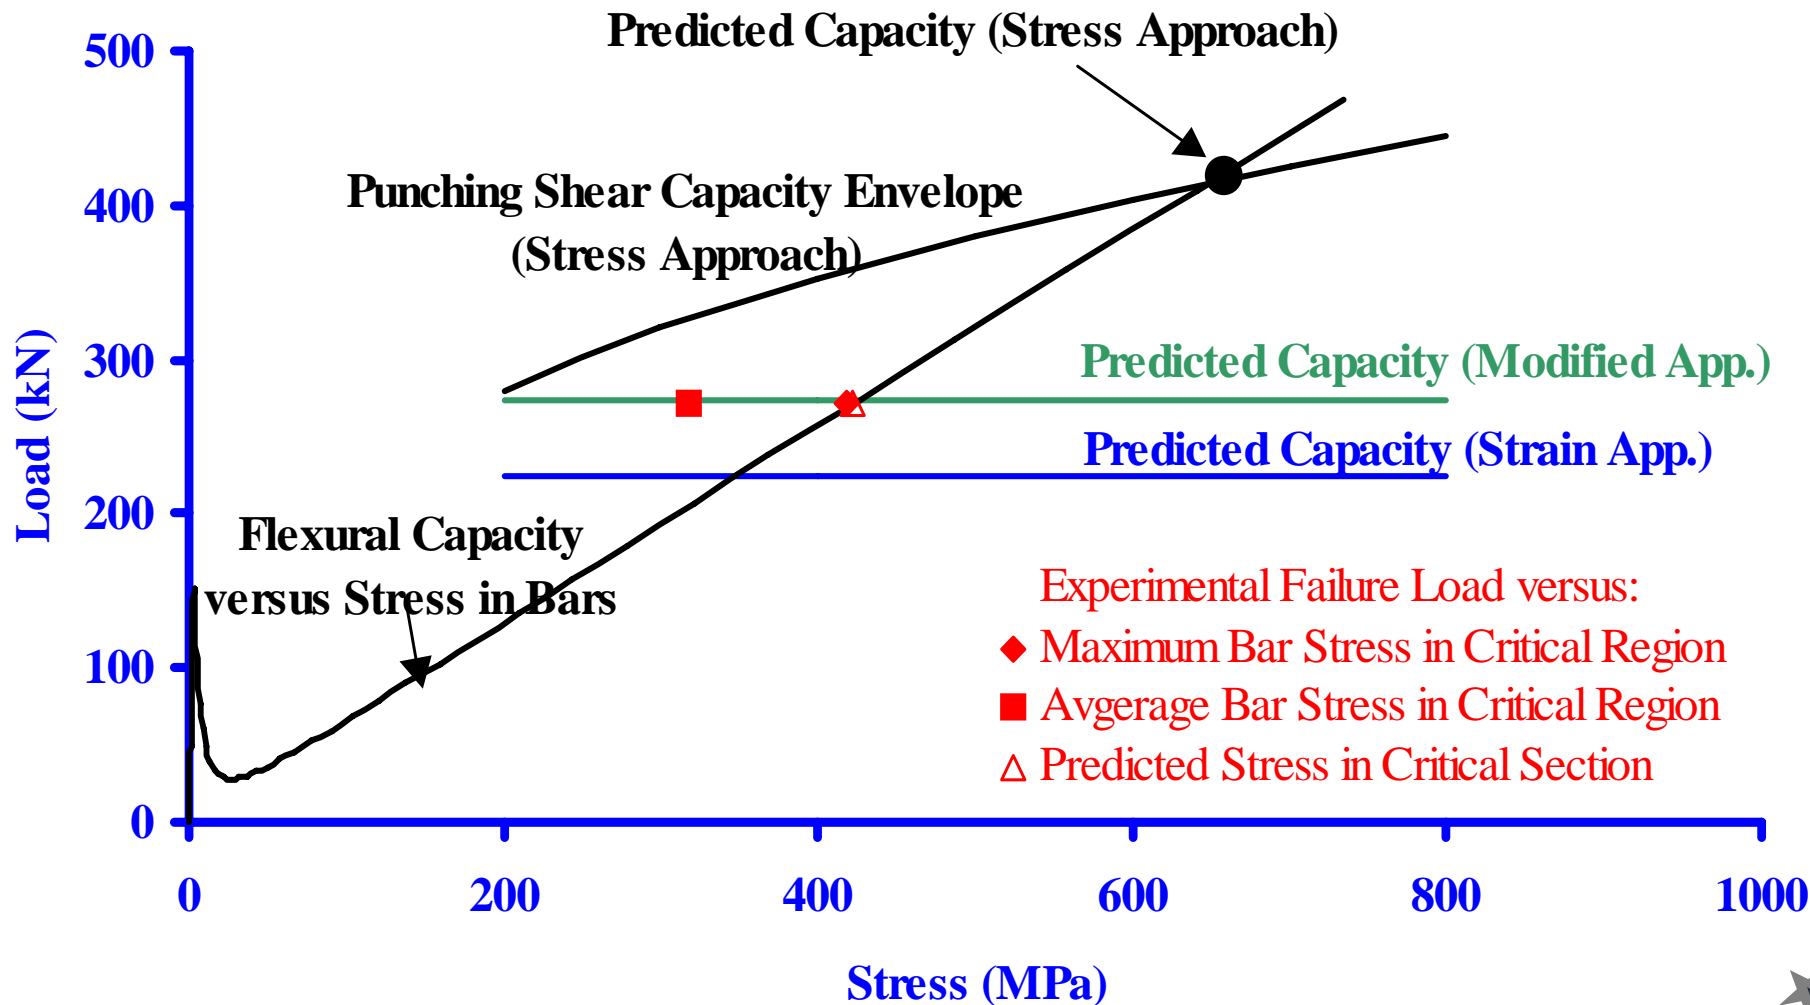 Predicted Capacity (Stress Approach)
500
Punching Shear Capacity Envelope
(Stress Approach)
400
Predicted Capacity (Modified App.)
300
Predicted Capacity (Strain App.)
Load (kN)
200
Flexural Capacity
versus Stress in Bars
Experimental Failure Load versus:
Maximum Bar Stress in Critical Region
100
Avgerage Bar Stress in Critical Region
Predicted Stress in Critical Section
0
0 200 400 600 800 1000
Stress (MPa)